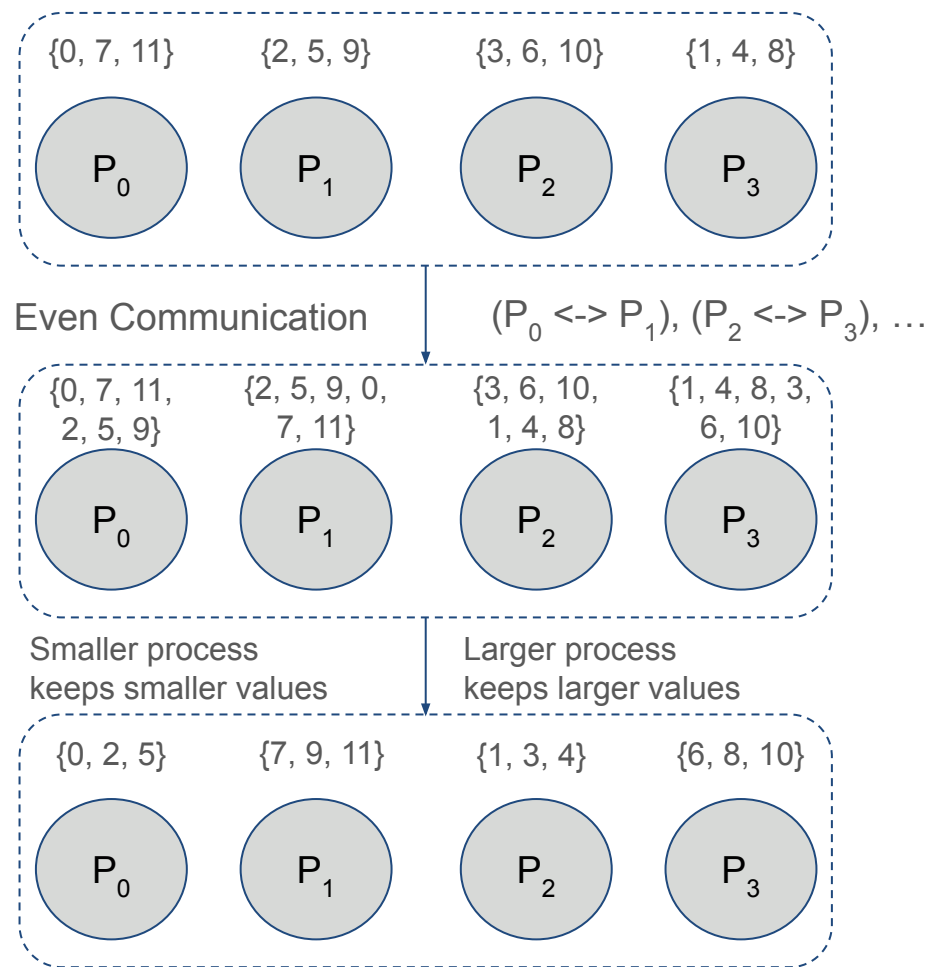 {0, 7, 11} {2, 5, 9} {3, 6, 10} {1, 4, 8}
P₀ P₁ P₂ P₃
Even Communication (P₀ <-> P₁), (P₂ <-> P₃), …
{0, 7, 11, {2, 5, 9, 0, {3, 6, 10, {1, 4, 8, 3,
2, 5, 9} 7, 11} 1, 4, 8} 6, 10}
P₀ P₁ P₂ P₃
Smaller process Larger process
keeps smaller values keeps larger values
{0, 2, 5} {7, 9, 11} {1, 3, 4} {6, 8, 10}
P₀ P₁ P₂ P₃